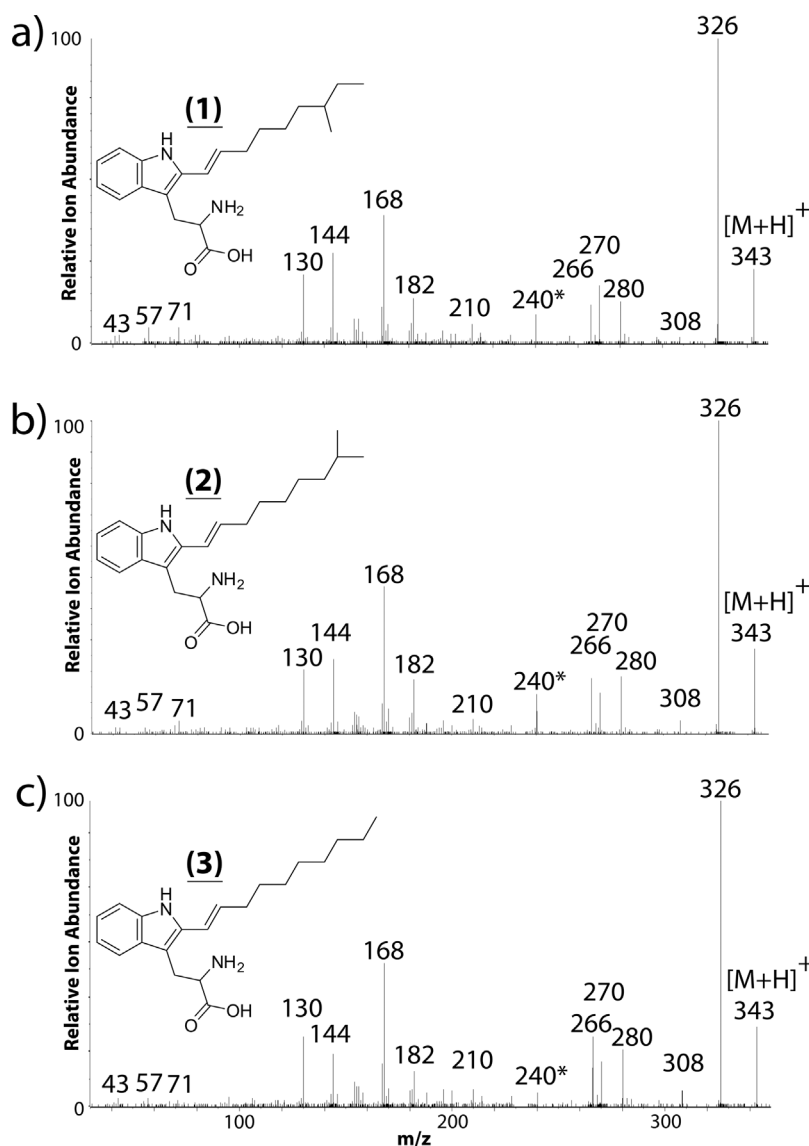 a)
100
Relative Ion Abundance
0
(1)
H
N
NH₂
O
OH
43
57
71
130
144
168
182
210
240*
266
270
280
308
326
[M+H]⁺
343
b)
100
Relative Ion Abundance
0
(2)
H
N
NH₂
O
OH
43
57
71
130
144
168
182
210
240*
266
270
280
308
326
[M+H]⁺
343
c)
100
Relative Ion Abundance
0
(3)
H
N
NH₂
O
OH
43
57
71
130
144
168
182
210
240*
266
270
280
308
326
[M+H]⁺
343
100
200
300
m/z